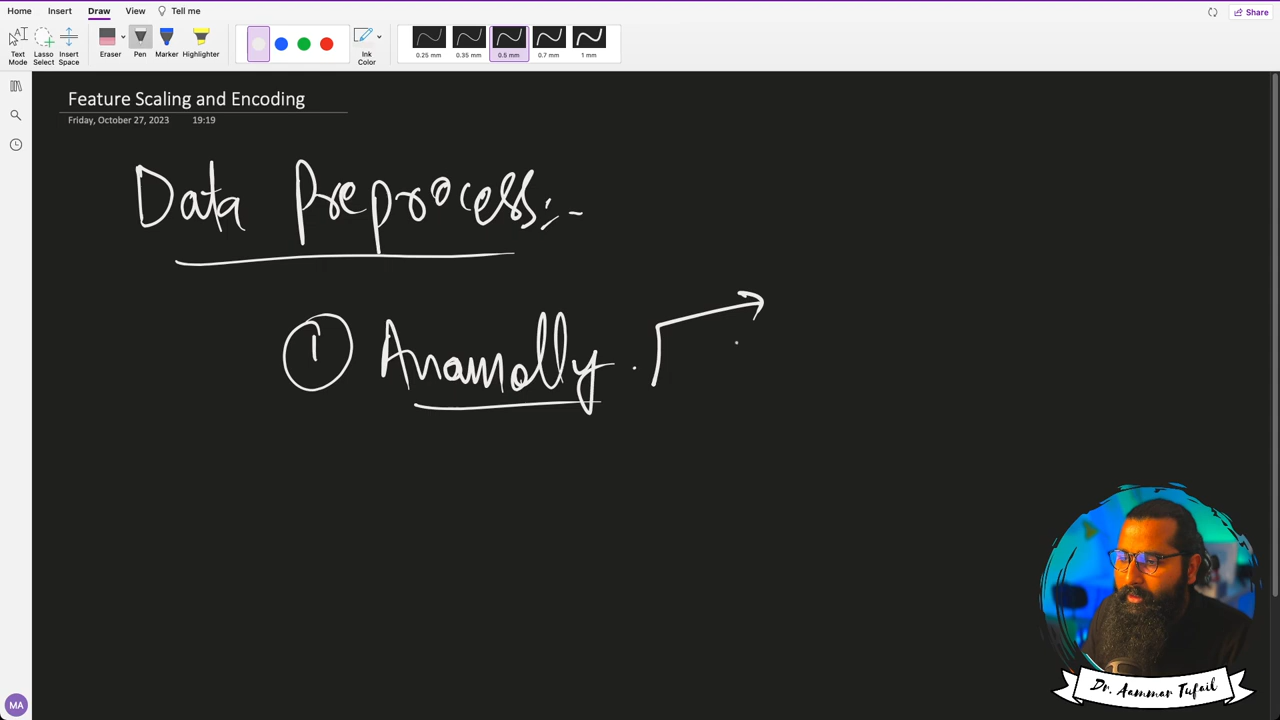 Home Insert Draw View Tell me
Share
Text Mode
Lasso Select
Insert Space
Eraser
Pen
Marker
Highlighter
Ink Color
0.25 mm
0.35 mm
0.5 mm
0.7 mm
1 mm
Feature Scaling and Encoding
Friday, October 27, 2023 19:19
Data Preprocess:-
① Anamolly
MA
Dr. Aammar Tufail